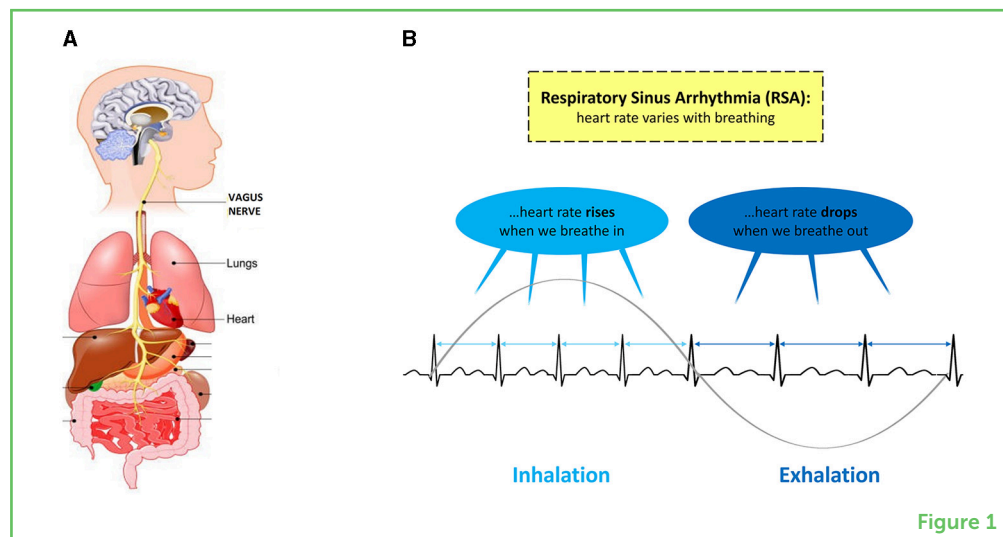 A
VAGUS
NERVE
Lungs
Heart
B
Respiratory Sinus Arrhythmia (RSA):
heart rate varies with breathing
...heart rate rises
when we breathe in
...heart rate drops
when we breathe out
Inhalation
Exhalation
Figure 1